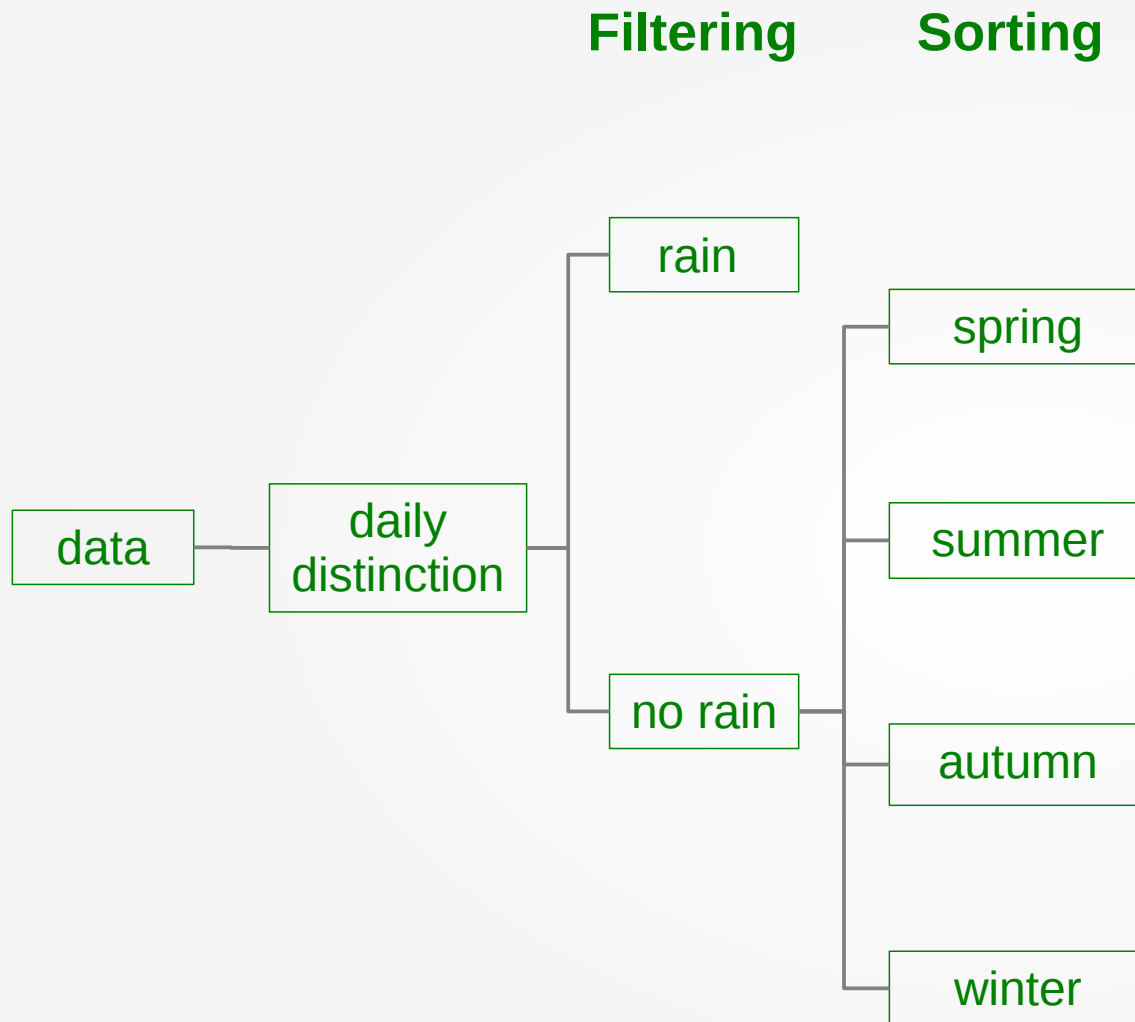 Filtering
Sorting
rain
spring
daily
distinction
data
summer
no rain
autumn
winter